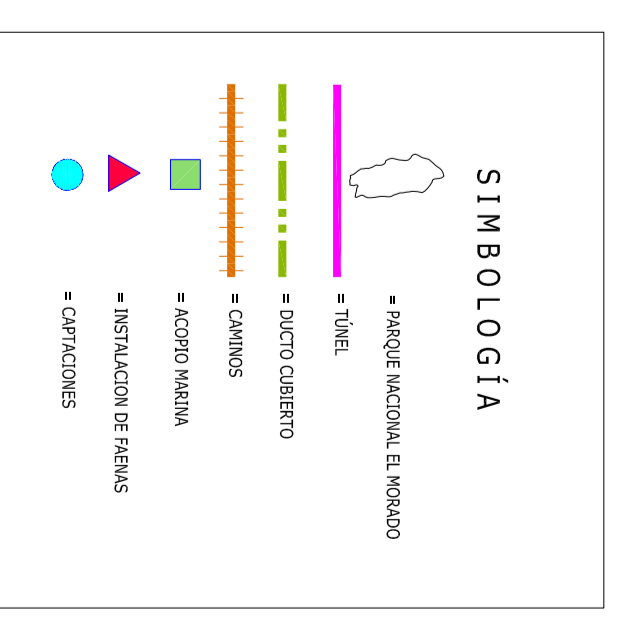 SIMBOLOGÍA
= PARQUE NACIONAL EL MORADO
= TÚNEL
= DUCTO CUBIERTO
= CAMINOS
= ACOPIO MARINA
= INSTALACION DE FAENAS
= CAPTACIONES